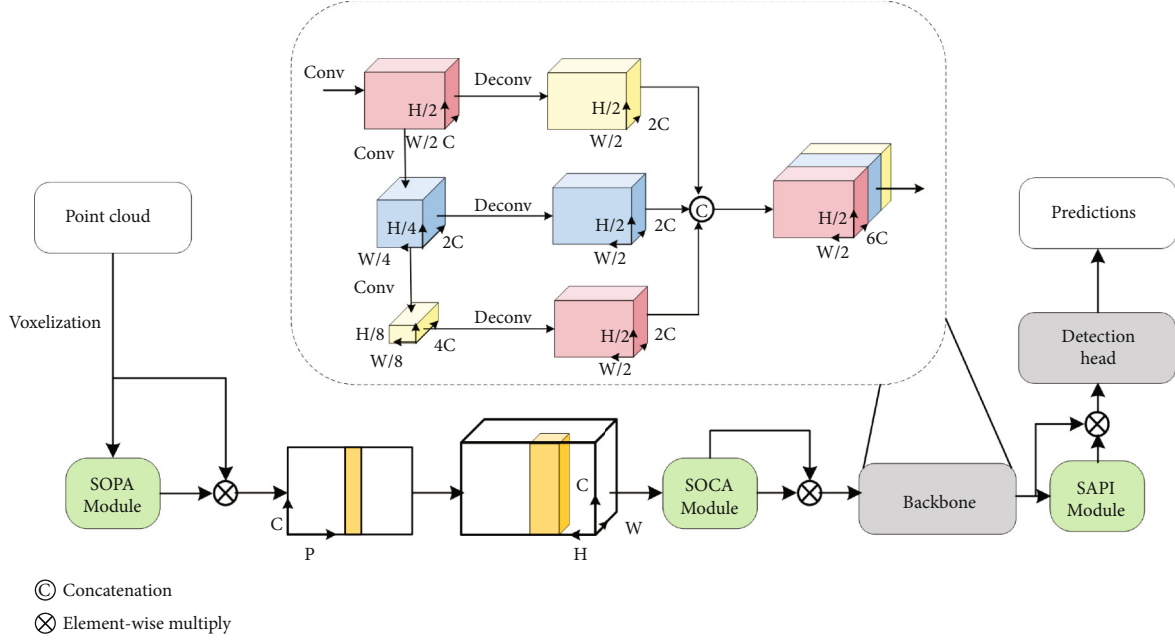 Conv
Deconv
H/2
W/2 C
H/2
2C
W/2
Conv
Deconv
H/4
2C
W/4
H/2
2C
W/2
C
H/2
6C
W/2
Conv
Deconv
H/8
4C
W/8
H/2
2C
W/2
Point cloud
Voxelization
Predictions
Detection
head
SOPA
Module
C
P
C
W
H
SOCA
Module
Backbone
SAPI
Module
C Concatenation
Element-wise multiply